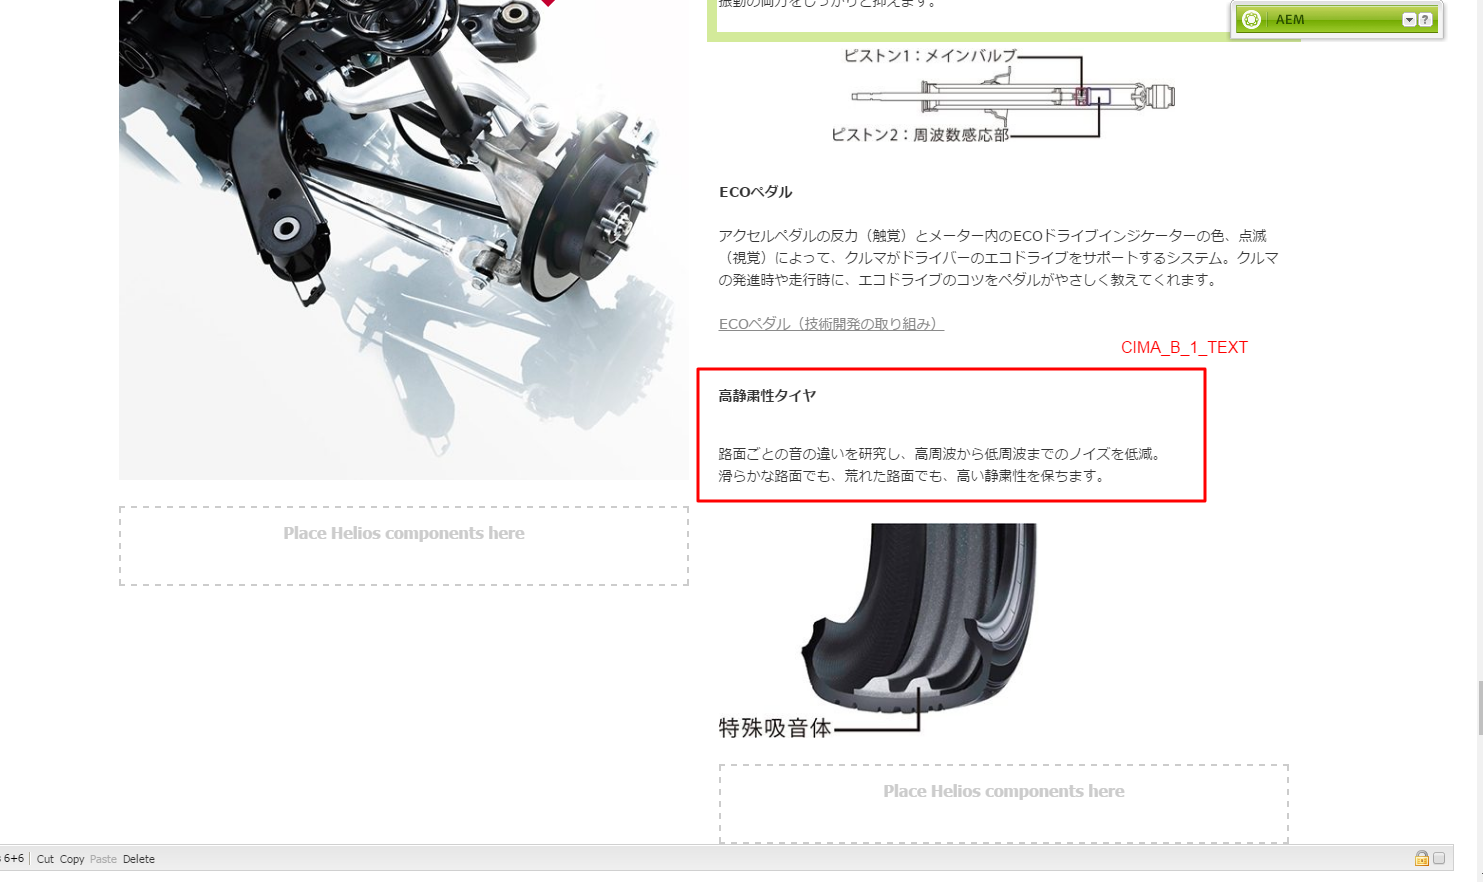 振動の両方をしっかりと抑えます。
AEM
?
ピストン1：メインバルブ
ピストン2：周波数感応部
ECOペダル
アクセルペダルの反力（触覚）とメーター内のECOドライブインジケーターの色、点滅
（視覚）によって、クルマがドライバーのエコドライブをサポートするシステム。クルマ
の発進時や走行時に、エコドライブのコツをペダルがやさしく教えてくれます。
ECOペダル（技術開発の取り組み）
CIMA_B_1_TEXT
高静粛性タイヤ
路面ごとの音の違いを研究し、高周波から低周波までのノイズを低減。
滑らかな路面でも、荒れた路面でも、高い静粛性を保ちます。
Place Helios components here
特殊吸音体
Place Helios components here
6+6 Cut Copy Paste Delete